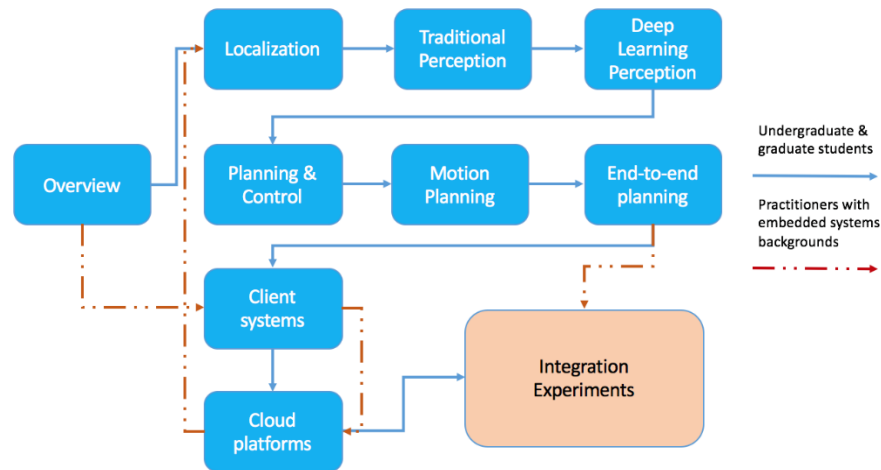 Localization
Traditional
Perception
Deep
Learning
Perception
Overview
Planning &
Control
Motion
Planning
End-to-end
planning
Undergraduate &
graduate students
Practitioners with
embedded systems
backgrounds
Client
systems
Integration
Experiments
Cloud
platforms